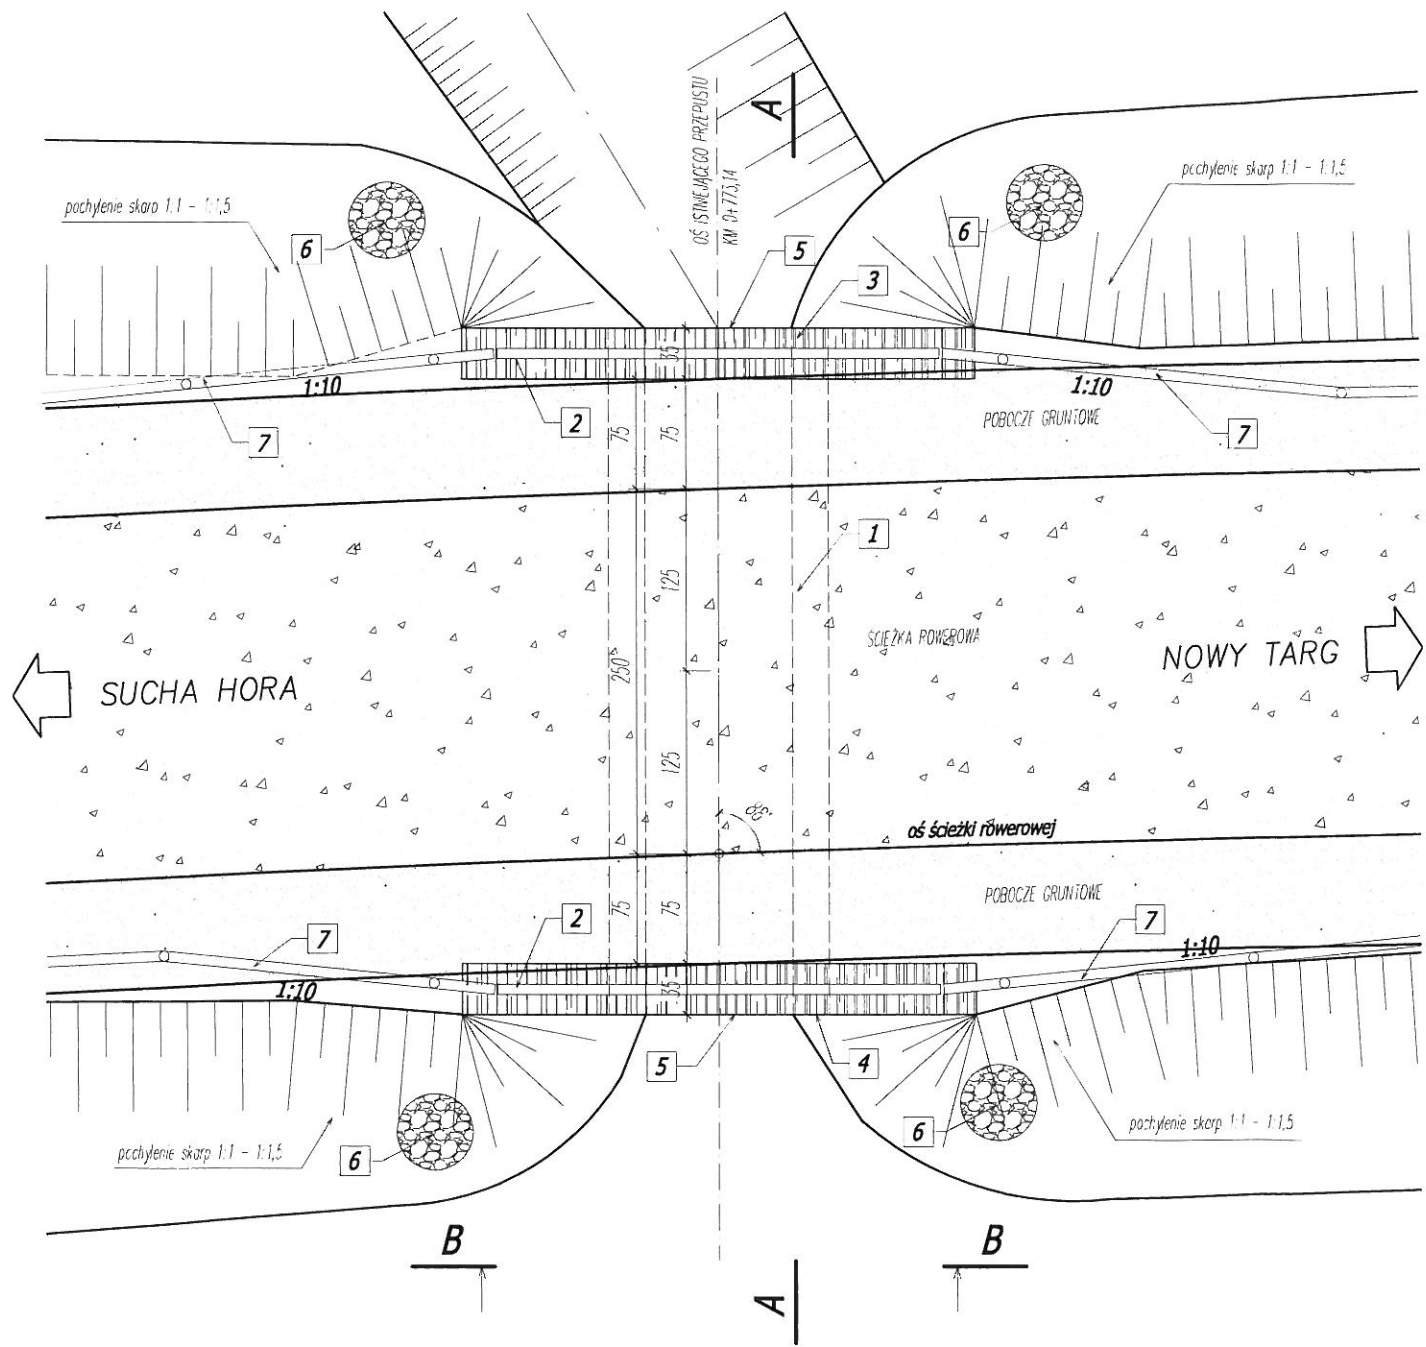 OŚ ISTNIEJĄCEGO PRZEPUSTU
KM 0+773,14
A
pochylenie skarp 1:1 - 1:1,5
pochylenie skarp 1:1 - 1:1,5
6
6
5
3
35
1:10
1:10
2
7
7
75
75
POBOCZE GRUNTOWE
1
125
250
ŚCIEŻKA ROWEROWA
NOWY TARG
SUCHA HORA
125
85°
oś ścieżki rowerowej
POBOCZE GRUNTOWE
75
75
2
7
7
1:10
1:10
35
5
4
6
6
pochylenie skarp 1:1 - 1:1,5
pochylenie skarp 1:1 - 1:1,5
B
B
A